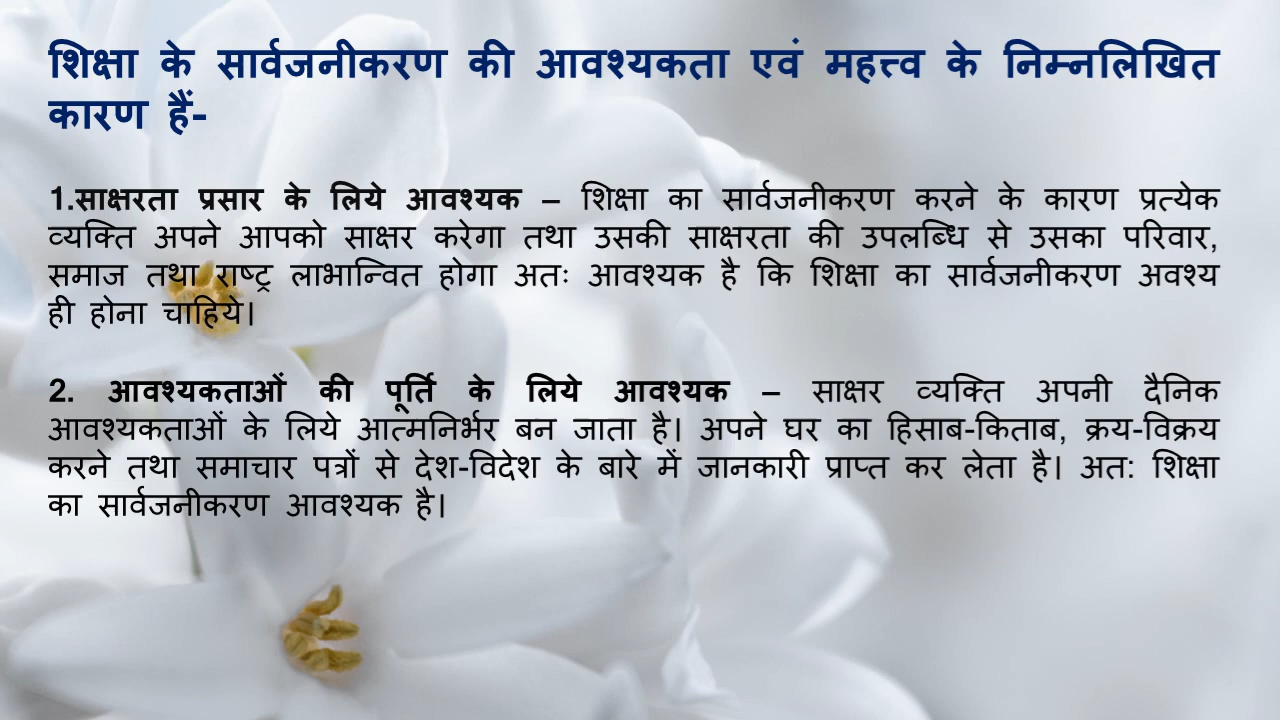 शिक्षा के सार्वजनीकरण की आवश्यकता एवं महत्त्व के निम्नलिखित
कारण हैं-
1.साक्षरता प्रसार के लिये आवश्यक – शिक्षा का सार्वजनीकरण करने के कारण प्रत्येक
व्यक्ति अपने आपको साक्षर करेगा तथा उसकी साक्षरता की उपलब्धि से उसका परिवार,
समाज तथा राष्ट्र लाभान्वित होगा अतः आवश्यक है कि शिक्षा का सार्वजनीकरण अवश्य
ही होना चाहिये।
2. आवश्यकताओं की पूर्ति के लिये आवश्यक – साक्षर व्यक्ति अपनी दैनिक
आवश्यकताओं के लिये आत्मनिर्भर बन जाता है। अपने घर का हिसाब-किताब, क्रय-विक्रय
करने तथा समाचार पत्रों से देश-विदेश के बारे में जानकारी प्राप्त कर लेता है। अत: शिक्षा
का सार्वजनीकरण आवश्यक है।